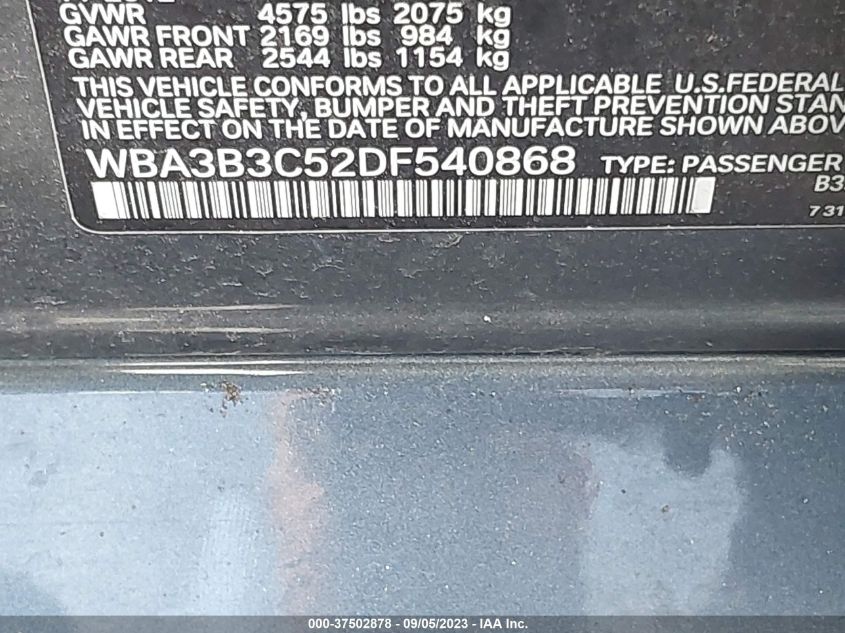 GVWR 4575 lbs 2075 kg
GAWR FRONT 2169 lbs 984 kg
GAWR REAR 2544 lbs 1154 kg
THIS VEHICLE CONFORMS TO ALL APPLICABLE U.S.FEDERAL
VEHICLE SAFETY, BUMPER AND THEFT PREVENTION STAN
IN EFFECT ON THE DATE OF MANUFACTURE SHOWN ABOV
WBA3B3C52DF540868 TYPE: PASSENGER
B3
7 31
000-37502878 - 09/05/2023 - IAA Inc.